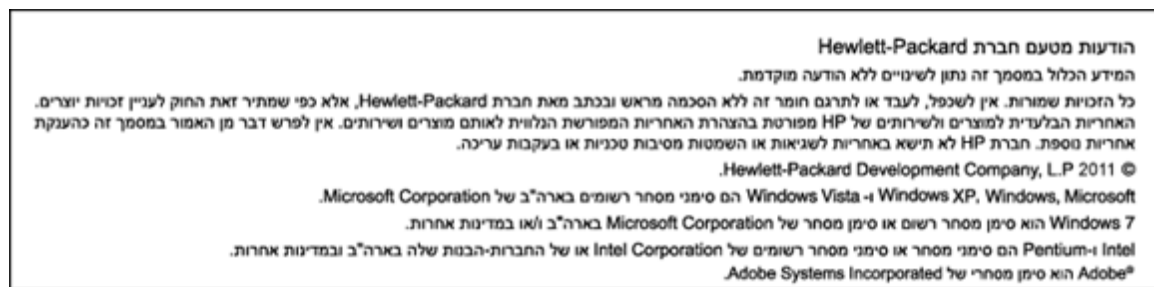 הודעות מטעם חברת Hewlett-Packard
המידע הכלול במסמך זה נתון לשינויים ללא הודעה מוקדמת.
כל הזכויות שמורות. אין לשכפל, לעבד או לתרגם חומר זה ללא הסכמה מראש ובכתב מאת חברת Hewlett-Packard, אלא כפי שמתיר זאת החוק לעניין זכויות יוצרים.
האחריות הבלעדית למוצרים ולשירותים של HP מפורטת בהצהרת האחריות המפורשת הנלווית לאותם מוצרים ושירותים. אין לפרש דבר מן האמור במסמך זה כהענקת
אחריות נוספת. חברת HP לא תישא באחריות לשגיאות או השמטות מסיבות טכניות או בעקבות עריכה.
© 2011 Hewlett-Packard Development Company, L.P.
Windows XP, Windows, Microsoft ו- Windows Vista הם סימני מסחר רשומים בארה"ב של Microsoft Corporation.
Windows 7 הוא סימן מסחר רשום או סימן מסחר של Microsoft Corporation בארה"ב ו/או במדינות אחרות.
Intel ו-Pentium הם סימני מסחר או סימני מסחר רשומים של Intel Corporation או של החברות-הבנות שלה בארה"ב ובמדינות אחרות.
Adobe® הוא סימן מסחרי של Adobe Systems Incorporated.